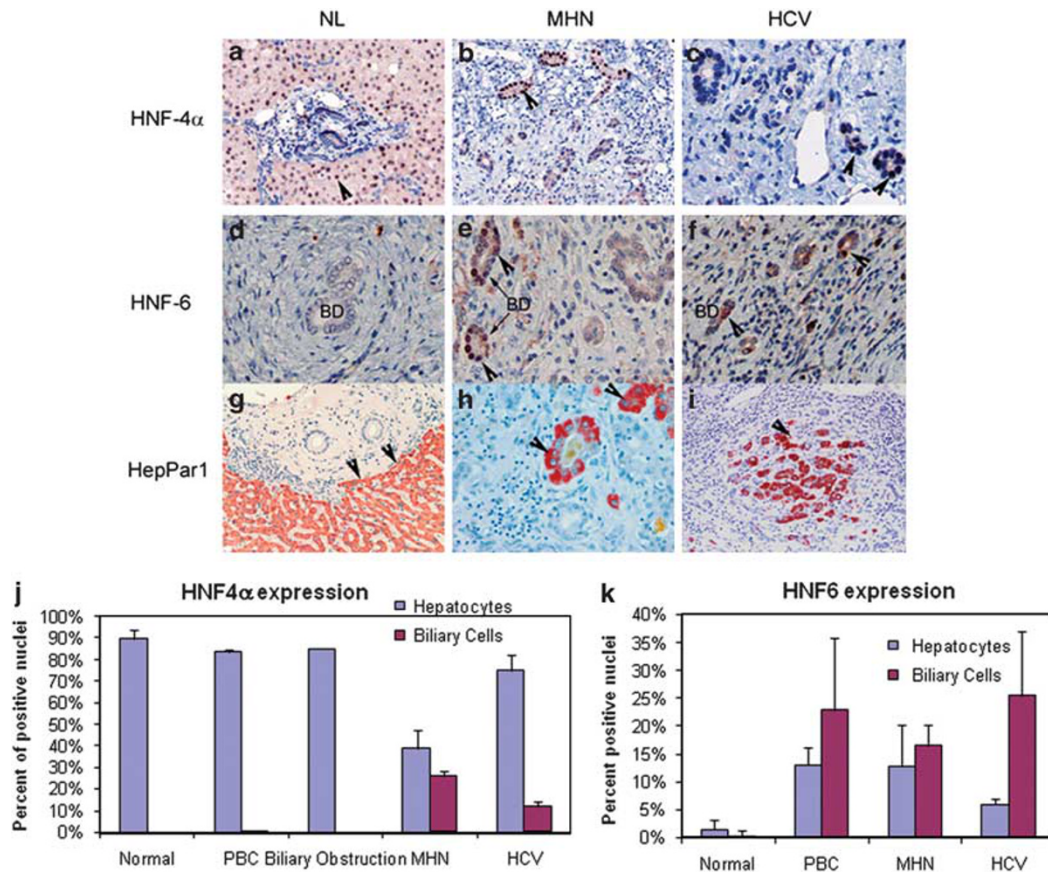 NL MHN HCV
HNF-4α
a b c
HNF-6
d e f
BD BD BD
HepPar1
g h i
j HNF4α expression
Hepatocytes
Biliary Cells
Percent of positive nuclei
100%
90%
80%
70%
60%
50%
40%
30%
20%
10%
0%
Normal PBC Biliary Obstruction MHN HCV
k HNF6 expression
Hepatocytes
Biliary Cells
Percent positive nuclei
40%
35%
30%
25%
20%
15%
10%
5%
0%
Normal PBC MHN HCV